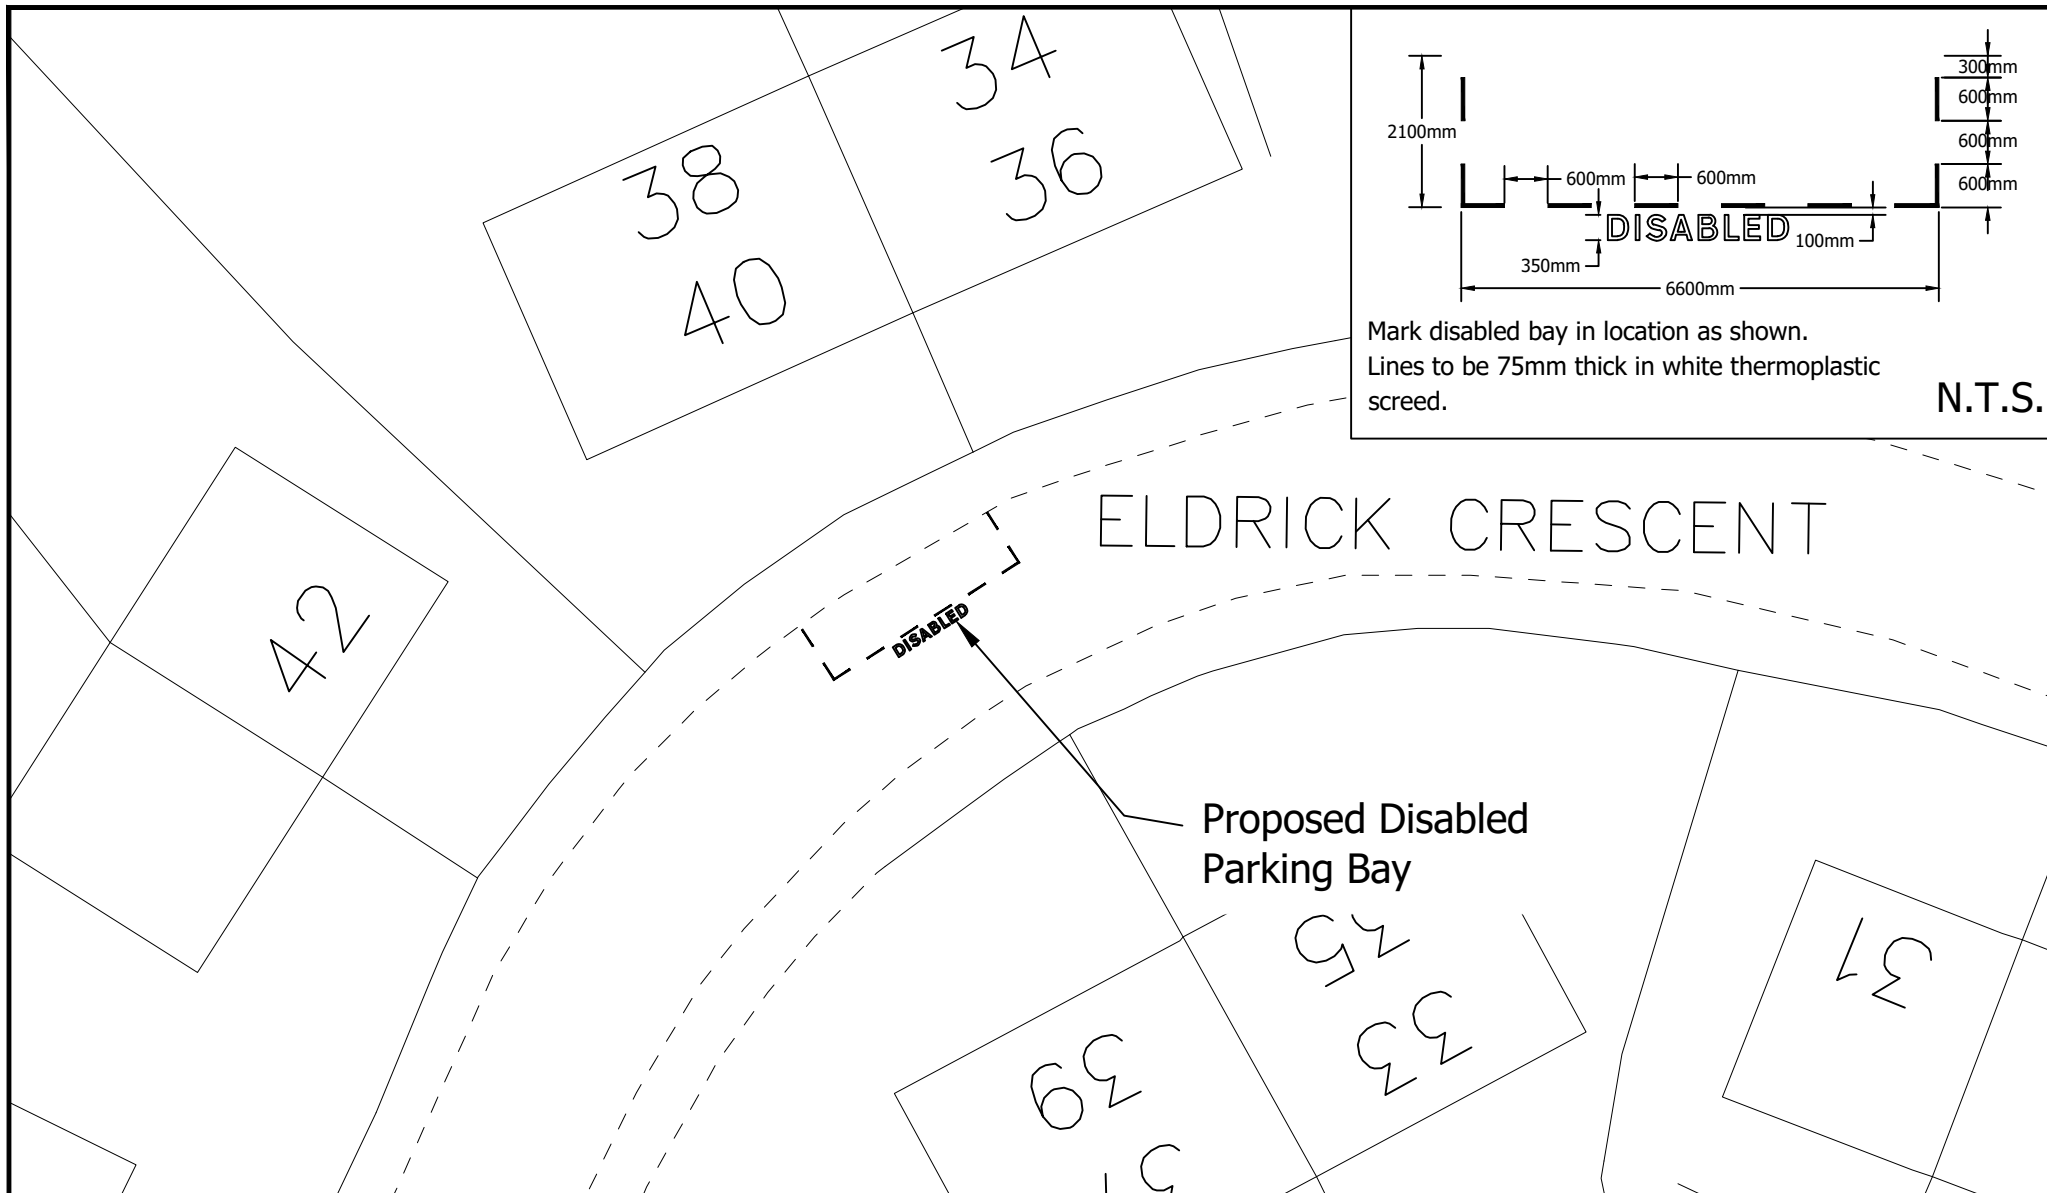 34
36
38
40
42
ELDRICK CRESCENT
DISABLED
Proposed Disabled
Parking Bay
35
33
31
39
300mm
600mm
600mm
600mm
2100mm
600mm
600mm
DISABLED
100mm
350mm
6600mm
Mark disabled bay in location as shown.
Lines to be 75mm thick in white thermoplastic
screed.
N.T.S.